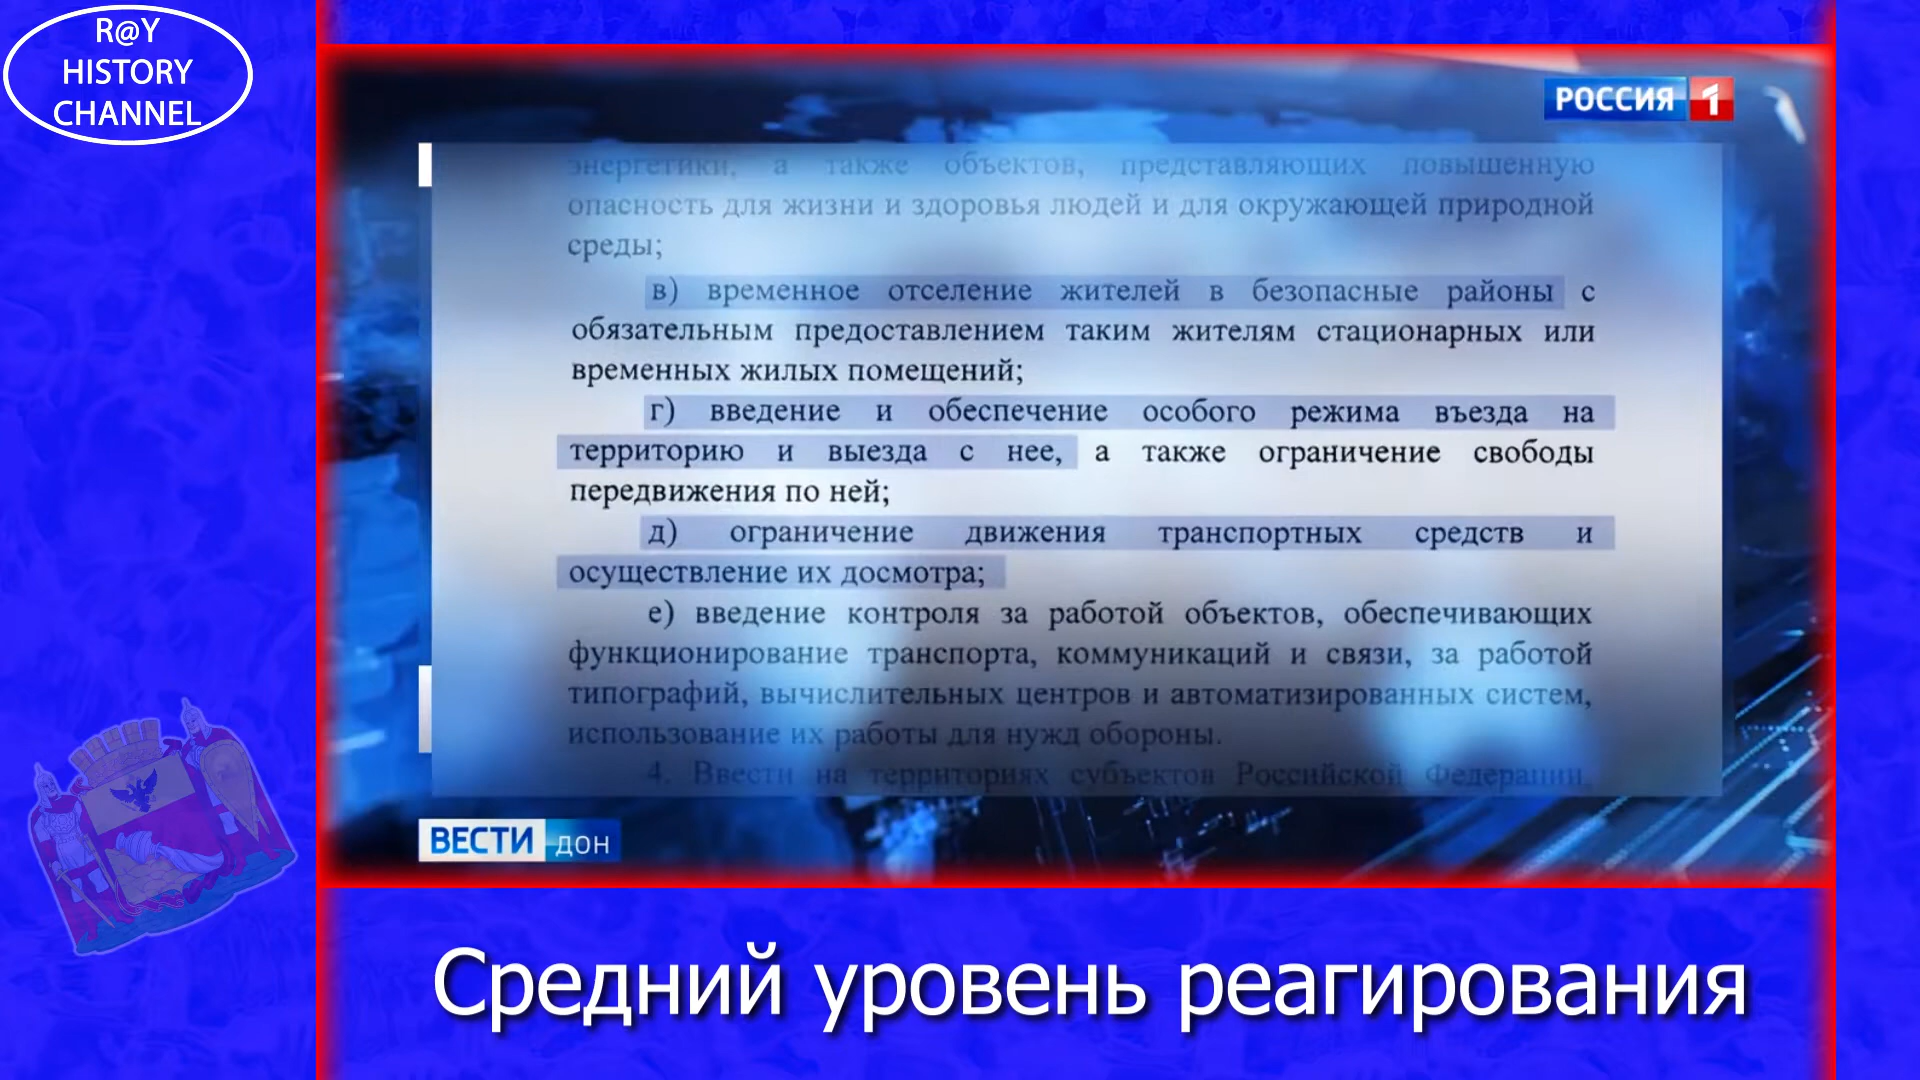 R@Y
HISTORY
CHANNEL
РОССИЯ 1
энергетики, а также объектов, представляющих повышенную
опасность для жизни и здоровья людей и для окружающей природной
среды;
в) временное отселение жителей в безопасные районы с
обязательным предоставлением таким жителям стационарных или
временных жилых помещений;
г) введение и обеспечение особого режима въезда на
территорию и выезда с нее, а также ограничение свободы
передвижения по ней;
д) ограничение движения транспортных средств и
осуществление их досмотра;
е) введение контроля за работой объектов, обеспечивающих
функционирование транспорта, коммуникаций и связи, за работой
типографий, вычислительных центров и автоматизированных систем,
использование их работы для нужд обороны.
4. Ввести на территориях субъектов Российской Федерации,
ВЕСТИ ДОН
Средний уровень реагирования